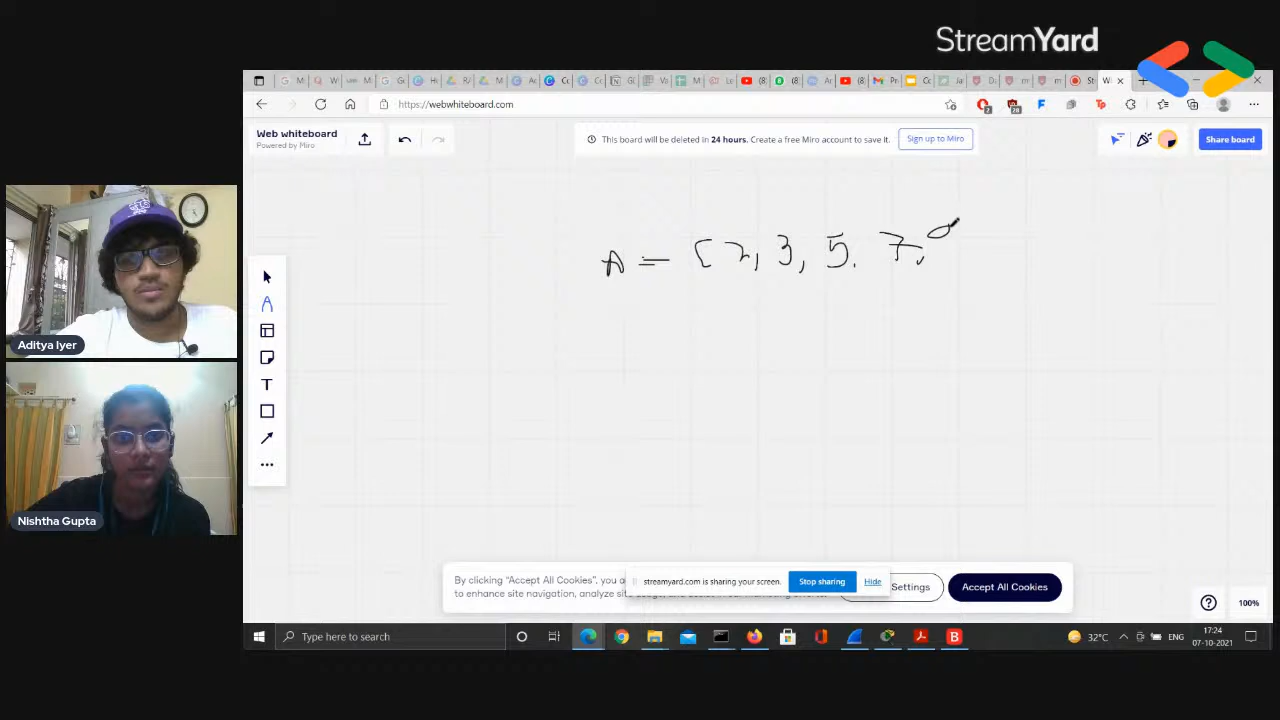 StreamYard
https://webwhiteboard.com
Web whiteboard
Powered by Miro
This board will be deleted in 24 hours. Create a free Miro account to save it.
Sign up to Miro
Share board
A = [ 2, 3, 5. 7,
Aditya Iyer
T
Nishtha Gupta
By clicking “Accept All Cookies”, you a
to enhance site navigation, analyze sit
streamyard.com is sharing your screen.
Stop sharing
Hide
Settings
Accept All Cookies
100%
Type here to search
32°C
ENG
17:24
07-10-2021